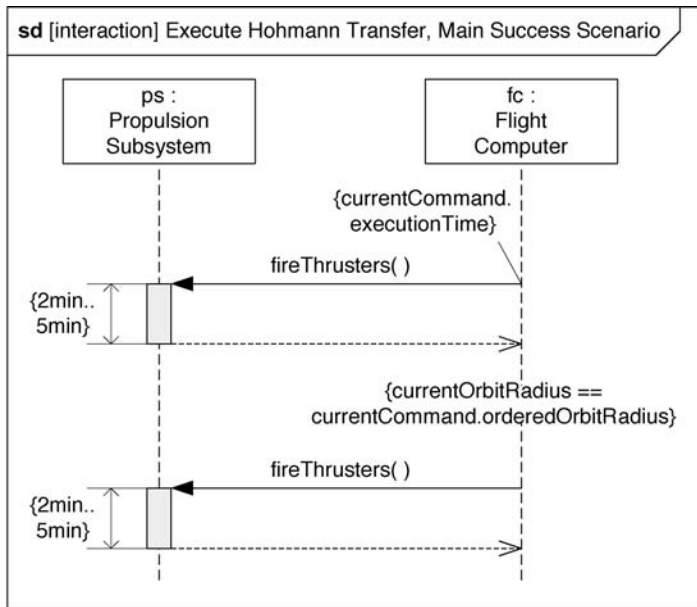 sd [interaction] Execute Hohmann Transfer, Main Success Scenario
ps :
Propulsion
Subsystem
fc :
Flight
Computer
{currentCommand.
executionTime}
fireThrusters( )
{2min..
5min}
{currentOrbitRadius ==
currentCommand.orderedOrbitRadius}
fireThrusters( )
{2min..
5min}